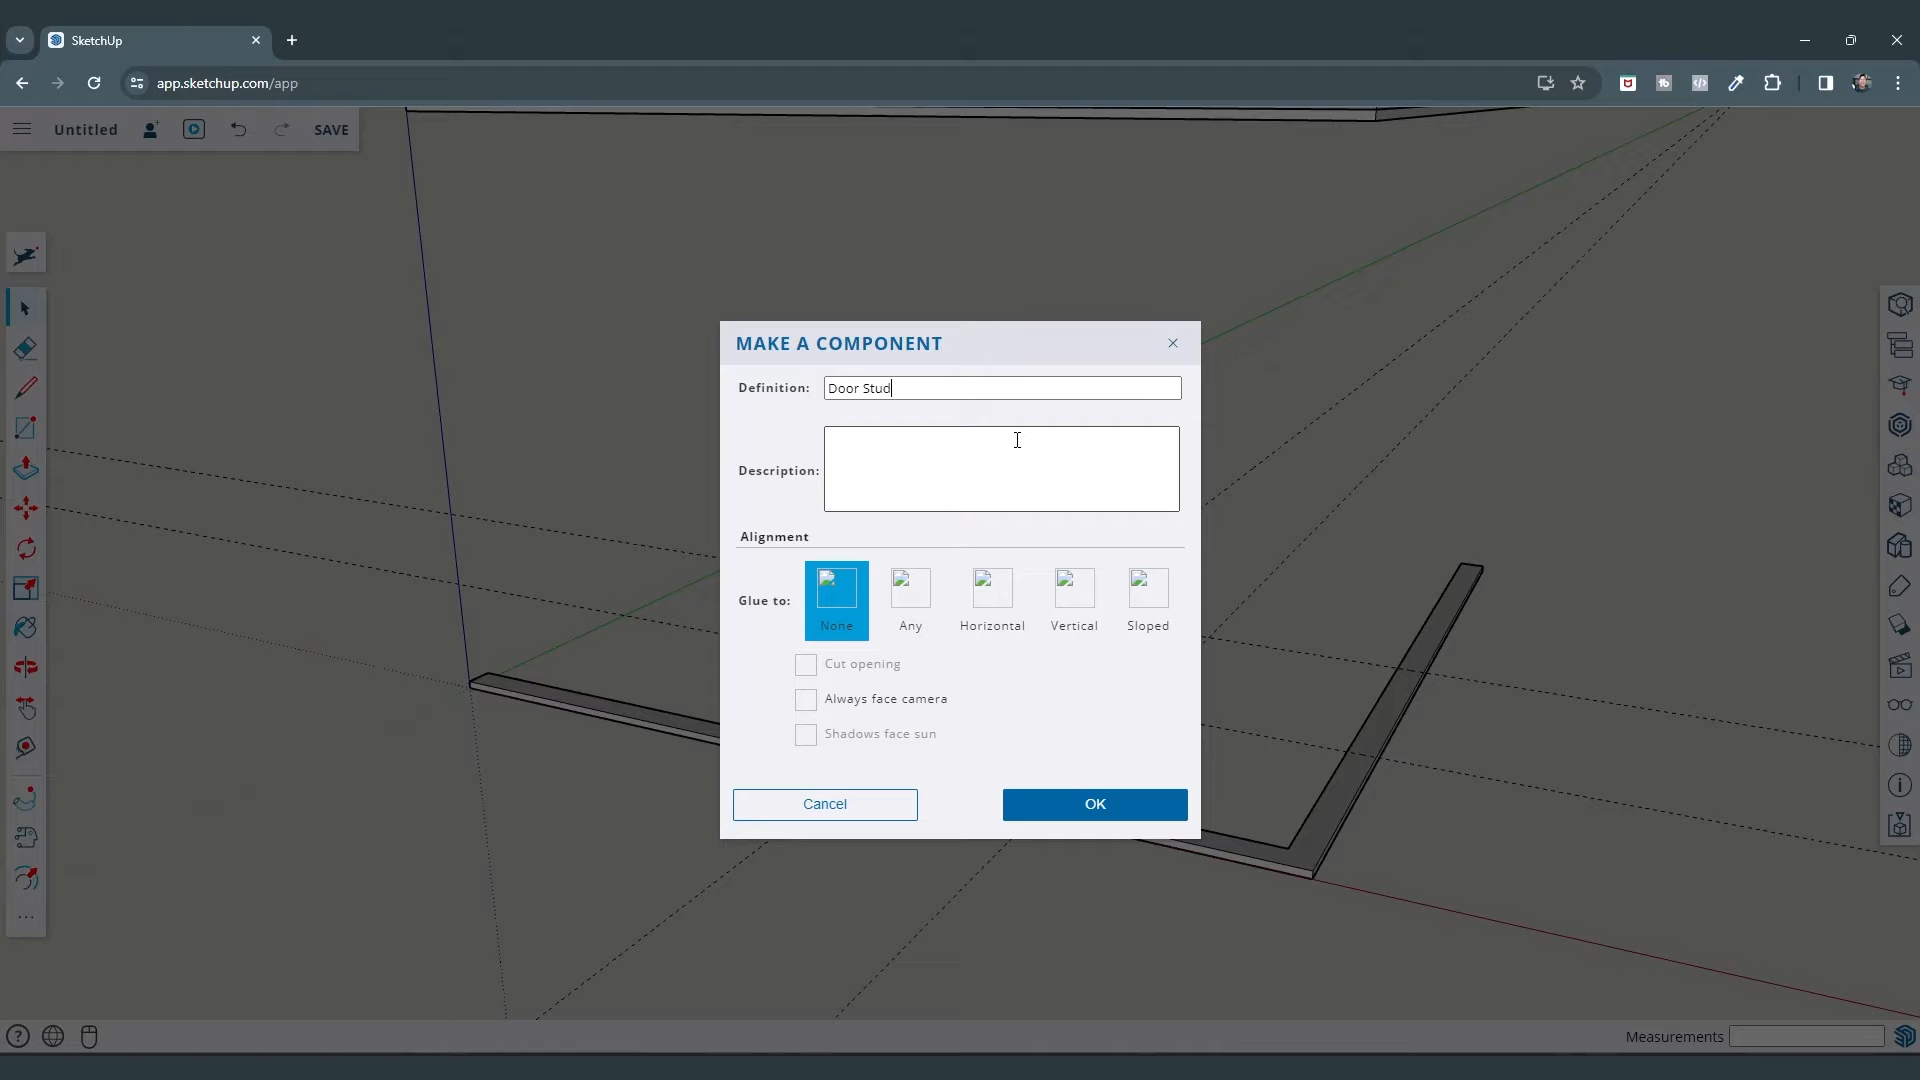 SketchUp
app.sketchup.com/app
Untitled
SAVE
MAKE A COMPONENT
Definition: Door Stud
Description:
Alignment
Glue to:
None Any Horizontal Vertical Sloped
Cut opening
Always face camera
Shadows face sun
Cancel OK
Measurements